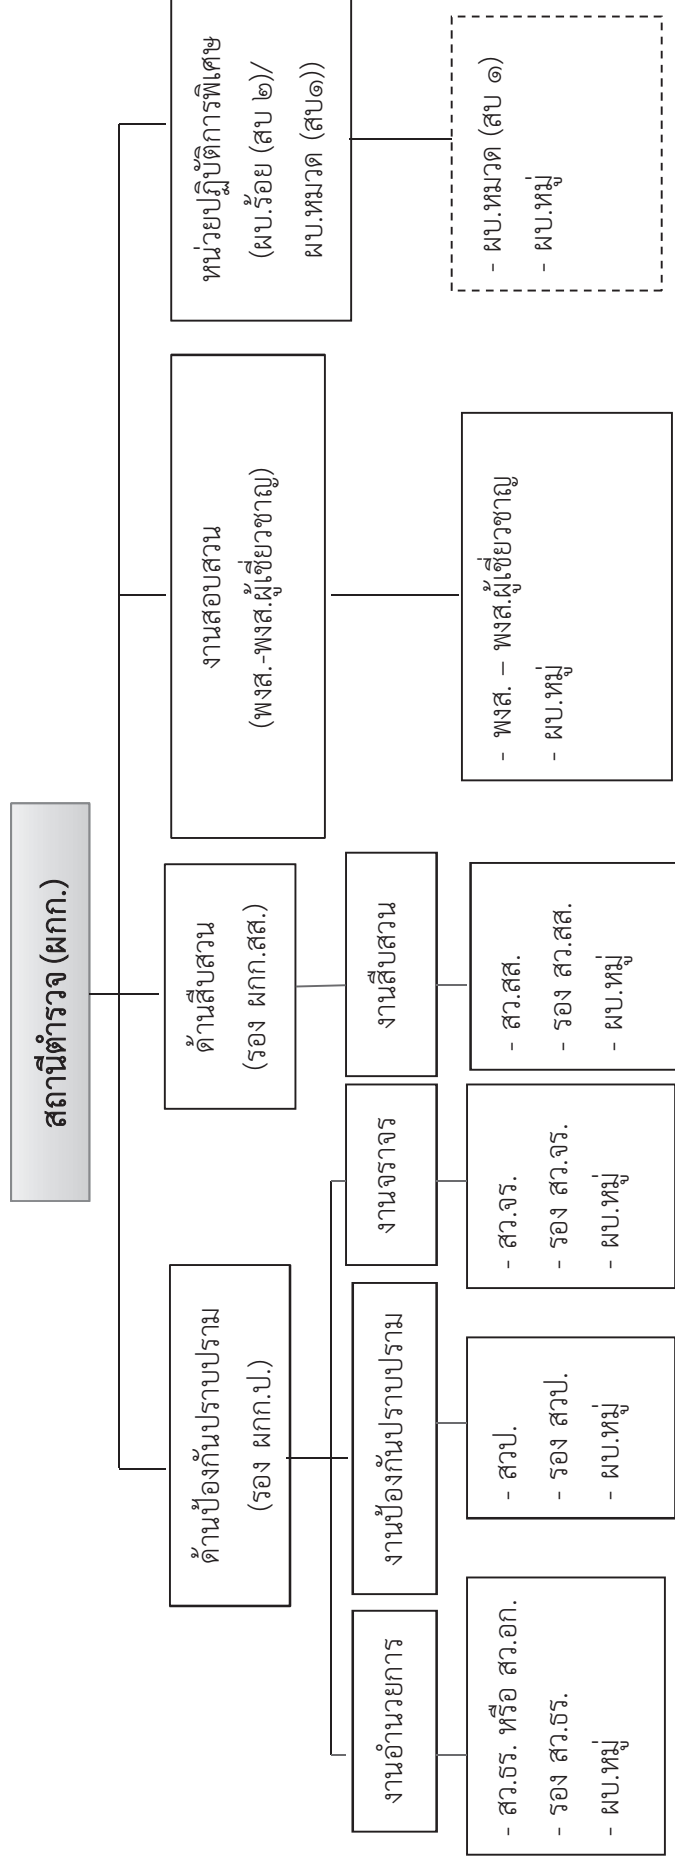 สถานีตำรวจ (ผกก.)
ด้านป้องกันปราบปราม
(รอง ผกก.ป.)
ด้านสืบสวน
(รอง ผกก.สส.)
งานสอบสวน
(พงส.-พงส.ผู้เชี่ยวชาญ)
หน่วยปฏิบัติการพิเศษ
(ผบ.ร้อย (สบ ๒)/
ผบ.หมวด (สบ๑))
งานอำนวยการ
งานป้องกันปราบปราม
งานจราจร
งานสืบสวน
- สว.ธร. หรือ สว.อก.
- รอง สว.ธร.
- ผบ.หมู่
- สวป.
- รอง สวป.
- ผบ.หมู่
- สว.จร.
- รอง สว.จร.
- ผบ.หมู่
- สว.สส.
- รอง สว.สส.
- ผบ.หมู่
- พงส. – พงส.ผู้เชี่ยวชาญ
- ผบ.หมู่
- ผบ.หมวด (สบ ๑)
- ผบ.หมู่